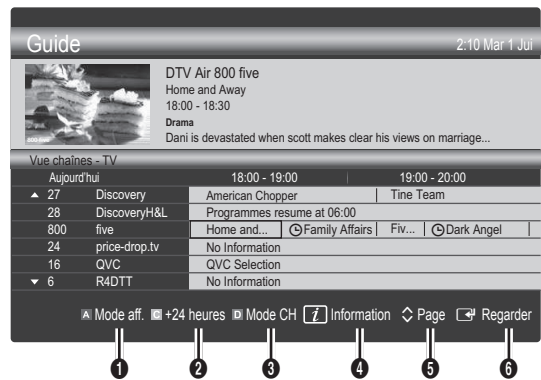 Guide 2:10 Mar 1 Jui
DTV Air 800 five
Home and Away
18:00 - 18:30
Drama
Dani is devastated when scott makes clear his views on marriage...
Vue chaînes - TV
Aujourd'hui 18:00 - 19:00 19:00 - 20:00
▲ 27 Discovery American Chopper Tine Team
28 DiscoveryH&L Programmes resume at 06:00
800 five Home and... Family Affairs Fiv... Dark Angel
24 price-drop.tv No Information
16 QVC QVC Selection
▼ 6 R4DTT No Information
A Mode aff. C +24 heures D Mode CH i Information Page Regarder
1 2 3 4 5 6